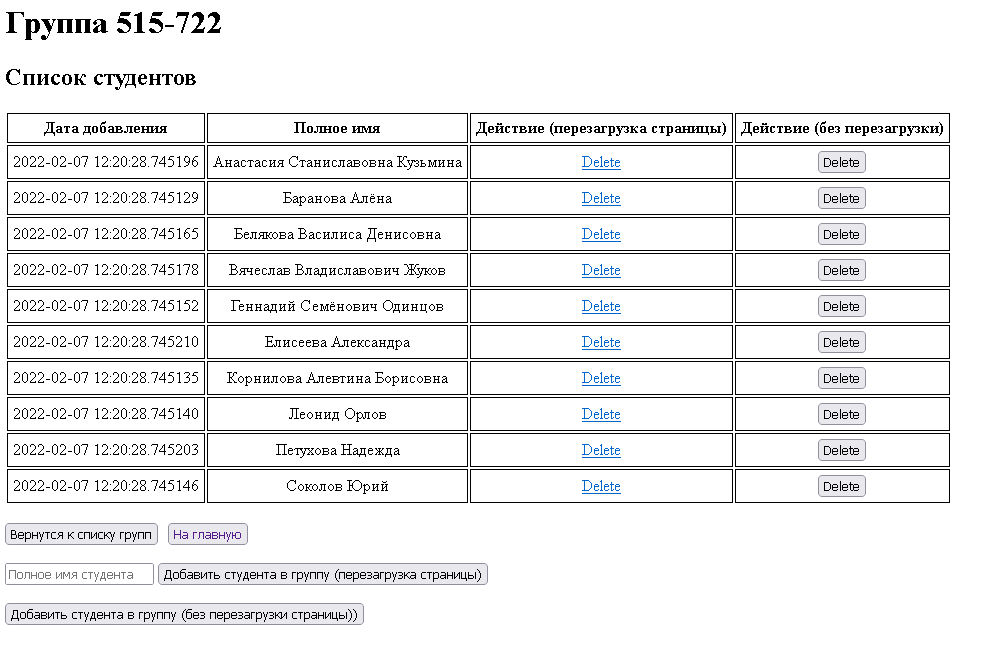 Группа 515-722
Список студентов
Дата добавления Полное имя Действие (перезагрузка страницы) Действие (без перезагрузки)
2022-02-07 12:20:28.745196 Анастасия Станиславовна Кузьмина Delete Delete
2022-02-07 12:20:28.745129 Баранова Алёна Delete Delete
2022-02-07 12:20:28.745165 Белякова Василиса Денисовна Delete Delete
2022-02-07 12:20:28.745178 Вячеслав Владиславович Жуков Delete Delete
2022-02-07 12:20:28.745152 Геннадий Семёнович Одинцов Delete Delete
2022-02-07 12:20:28.745210 Елисеева Александра Delete Delete
2022-02-07 12:20:28.745135 Корнилова Алевтина Борисовна Delete Delete
2022-02-07 12:20:28.745140 Леонид Орлов Delete Delete
2022-02-07 12:20:28.745203 Петухова Надежда Delete Delete
2022-02-07 12:20:28.745146 Соколов Юрий Delete Delete
Вернутся к списку групп На главную
Полное имя студента Добавить студента в группу (перезагрузка страницы)
Добавить студента в группу (без перезагрузки страницы))